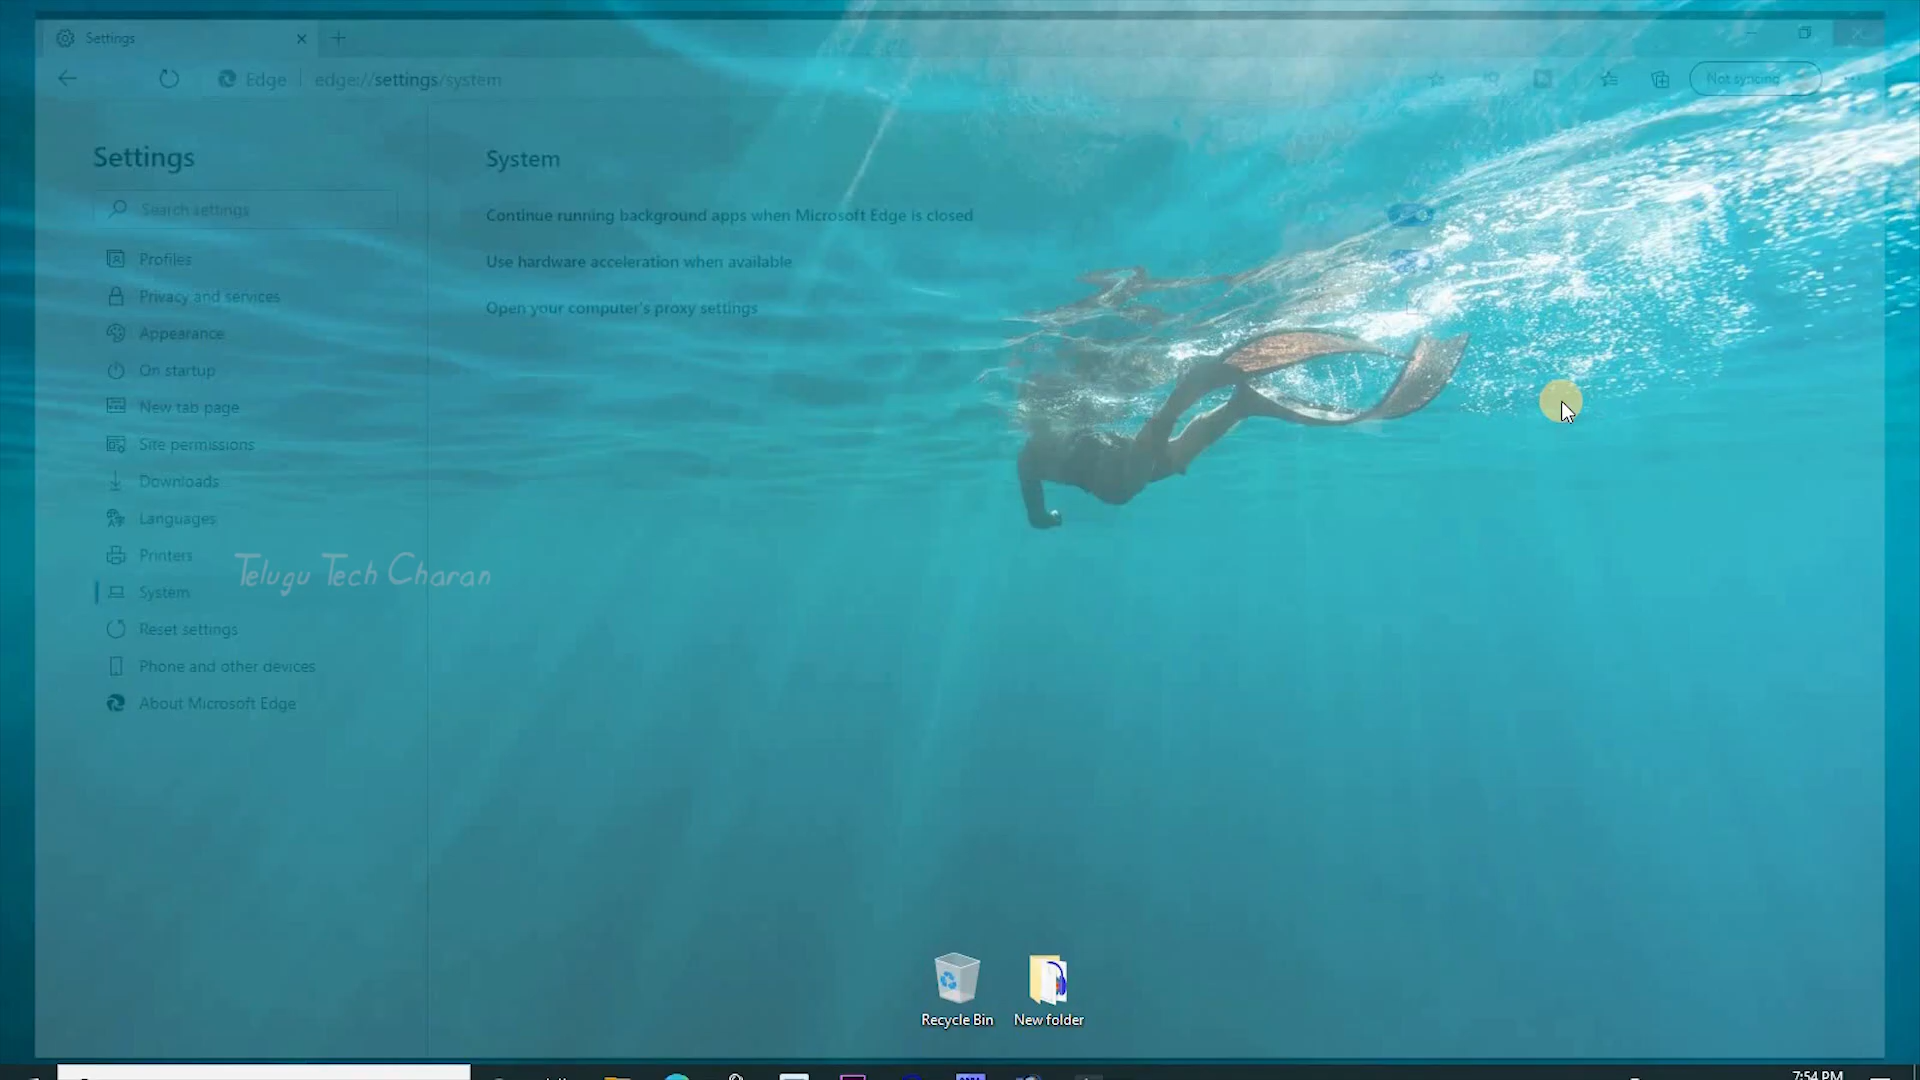 Settings
Edge
edge://settings/system
Not syncing
Settings
Search settings
Profiles
Privacy and services
Appearance
On startup
New tab page
Site permissions
Downloads
Languages
Printers
System
Reset settings
Phone and other devices
About Microsoft Edge
System
Continue running background apps when Microsoft Edge is closed
Use hardware acceleration when available
Open your computer's proxy settings
Telugu Tech Charan
Recycle Bin
New folder
7:54 PM